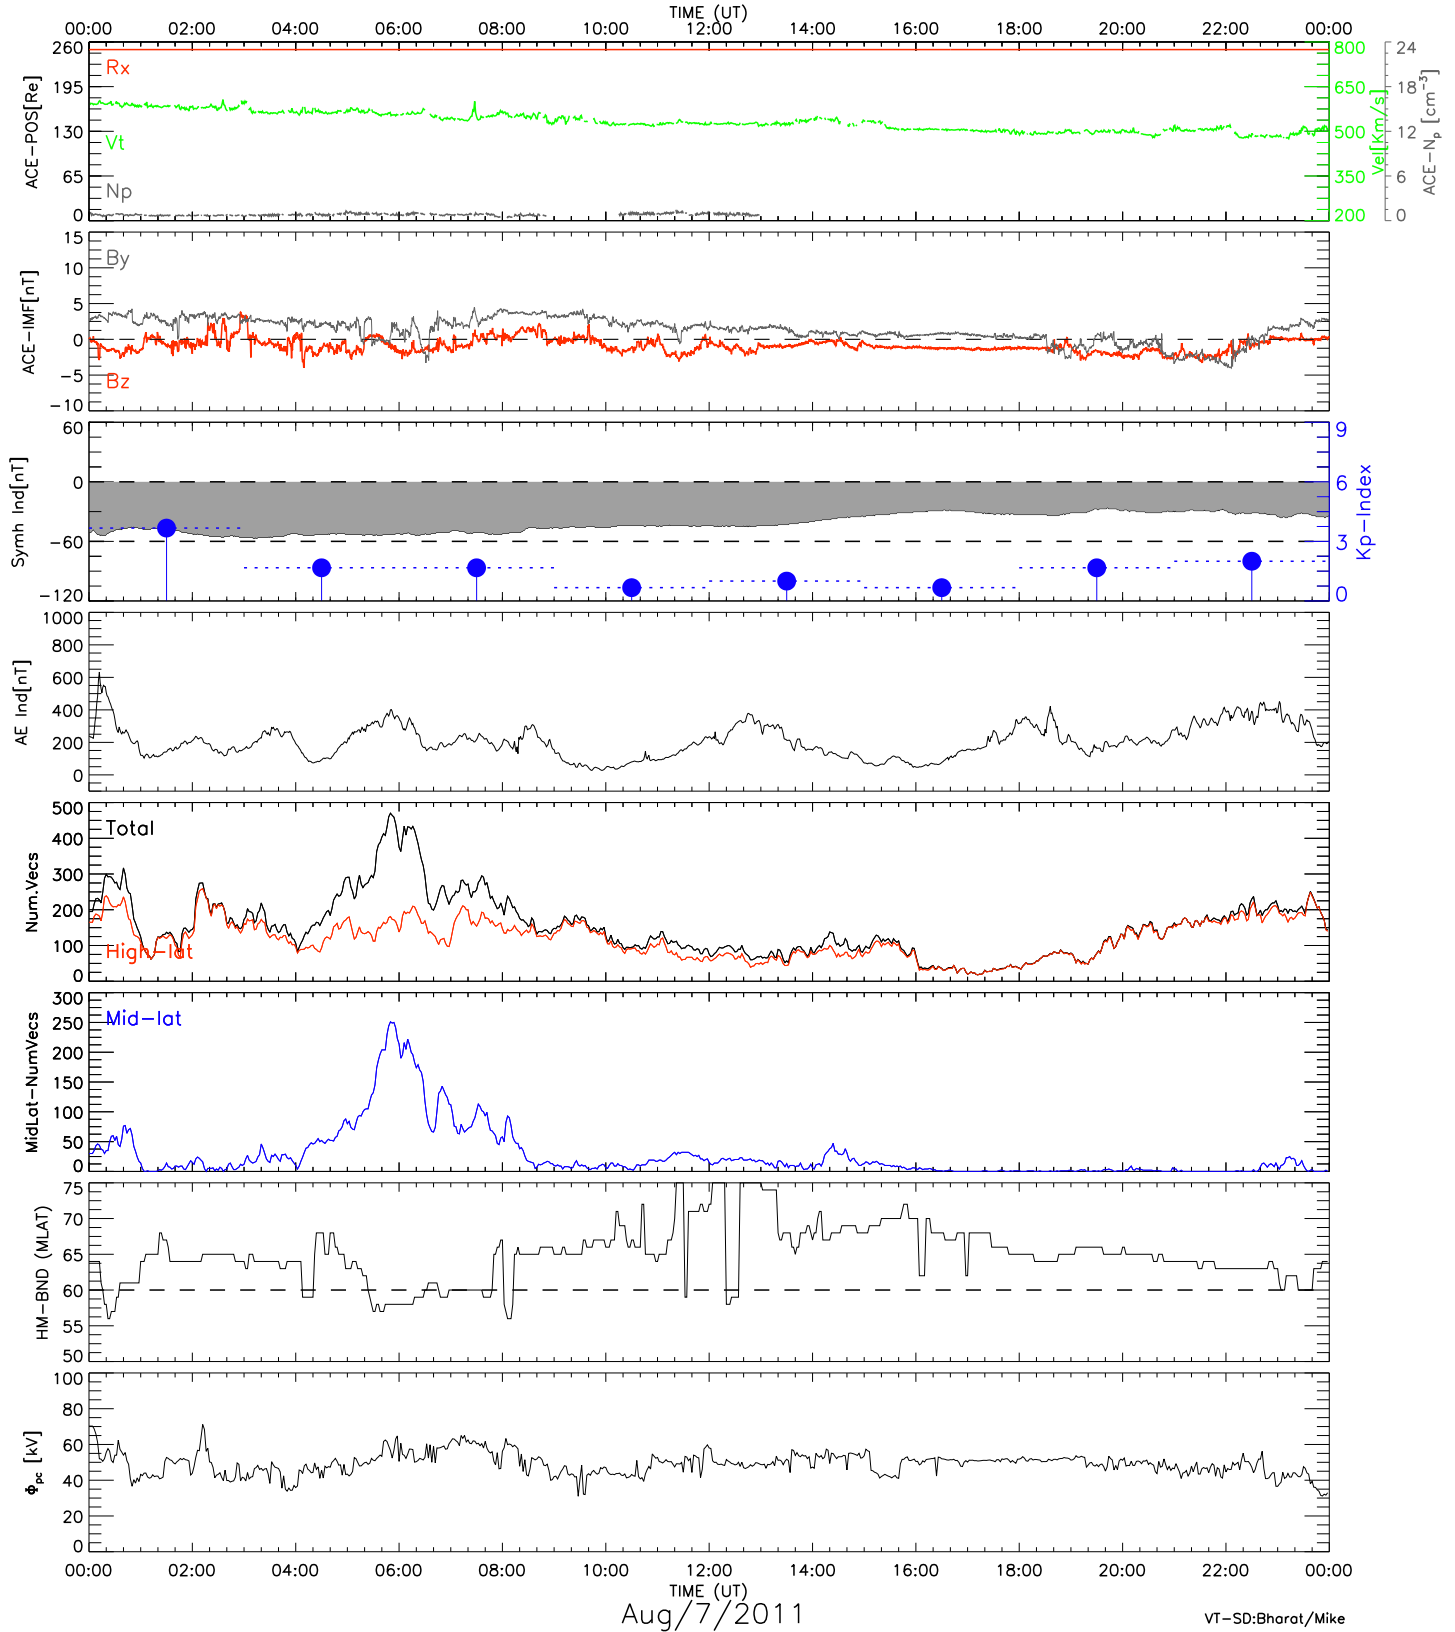 TIME (UT)
00:00 02:00 04:00 06:00 08:00 10:00 12:00 14:00 16:00 18:00 20:00 22:00 00:00
ACE-POS[Re]
260
195
130
65
0
Rx
Vt
Np
800
650
500
350
200
Vel[Km/s]
24
18
12
6
0
ACE-Np [cm⁻³]
ACE-IMF[nT]
15
10
5
0
-5
-10
By
Bz
Symh Ind[nT]
60
0
-60
-120
9
6
3
0
Kp-Index
AE Ind[nT]
1000
800
600
400
200
0
Num.Vecs
500
400
300
200
100
0
Total
High-lat
MidLat-NumVecs
300
250
200
150
100
50
0
Mid-lat
HM-BND (MLAT)
75
70
65
60
55
50
Φpc [kV]
100
80
60
40
20
0
00:00 02:00 04:00 06:00 08:00 10:00 12:00 14:00 16:00 18:00 20:00 22:00 00:00
TIME (UT)
Aug/7/2011
VT-SD:Bharat/Mike